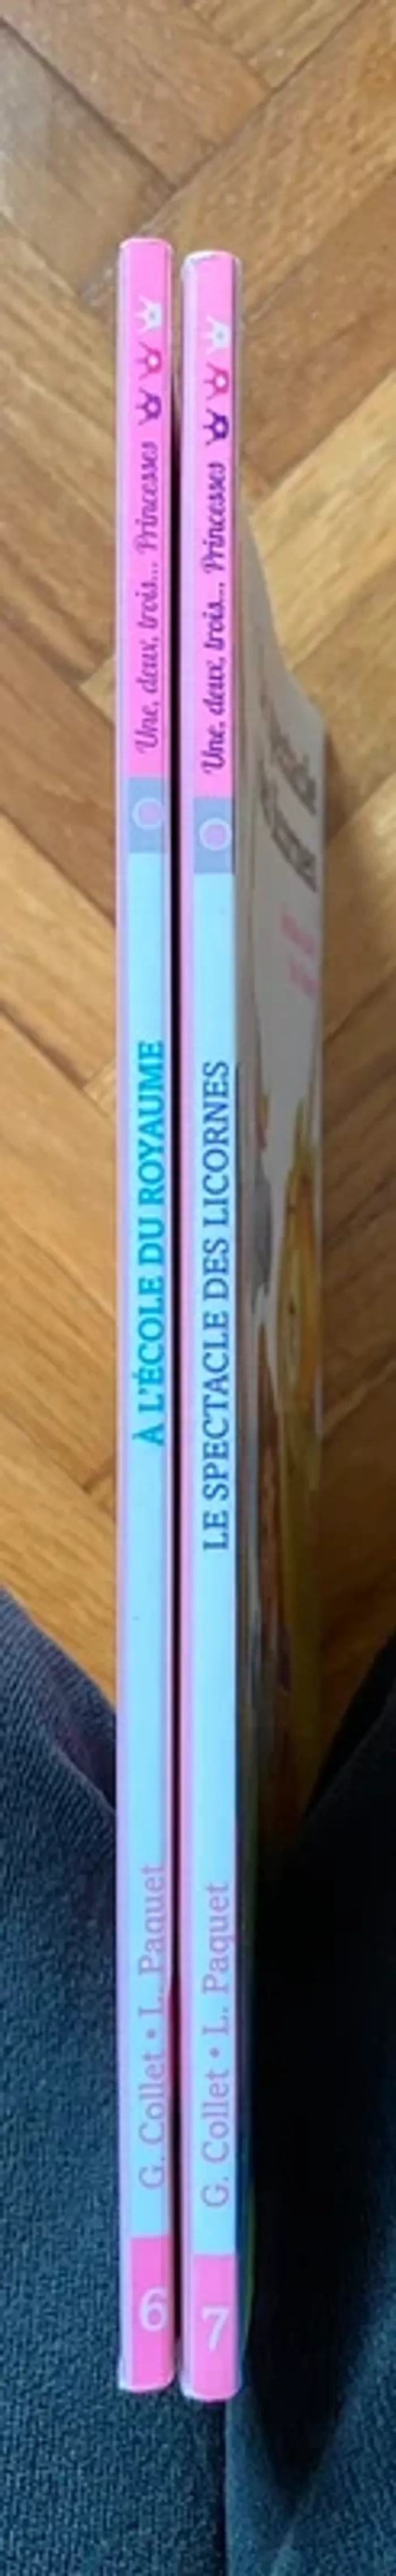 Une, deux, trois... Princesses
À L'ÉCOLE DU ROYAUME
G. Collet • L. Paquet
6
Une, deux, trois... Princesses
LE SPECTACLE DES LICORNES
G. Collet • L. Paquet
7